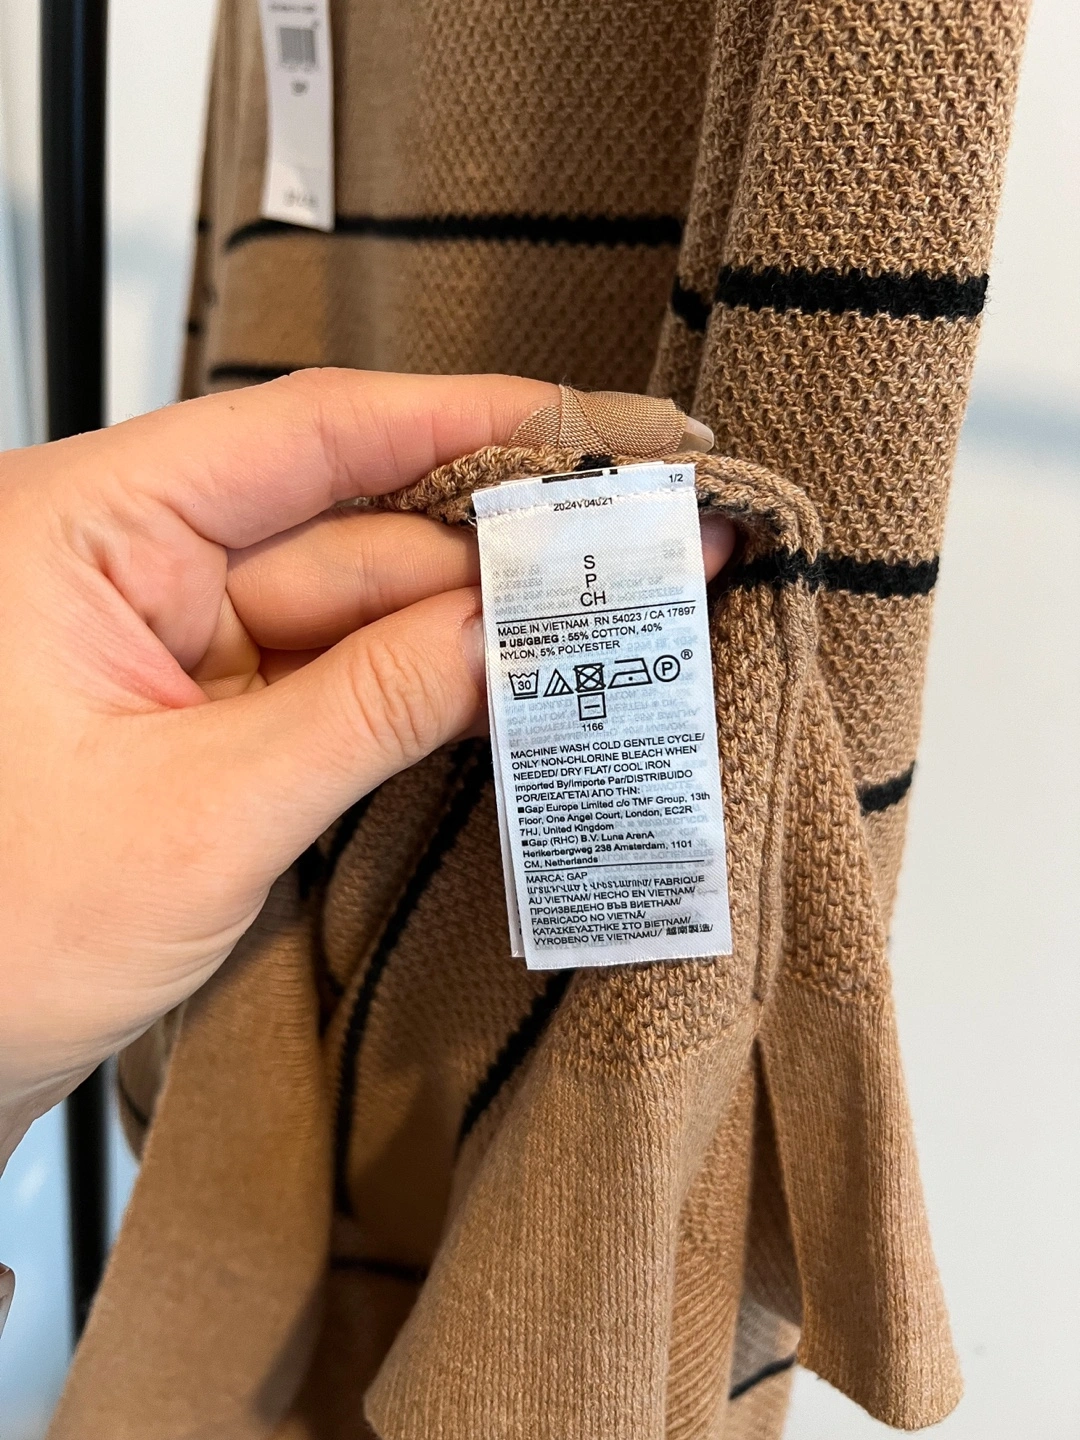 1/2
2024V04021
S
P
CH
MADE IN VIETNAM RN 54023 / CA 17897
■ US/GB/EG : 55% COTTON, 40%
NYLON, 5% POLYESTER
30
P ®
1166
MACHINE WASH COLD GENTLE CYCLE/
ONLY NON-CHLORINE BLEACH WHEN
NEEDED/ DRY FLAT/ COOL IRON
Imported By/Importe Par/DISTRIBUIDO
POR/ΕΙΣΑΓΕΤΑΙ ΑΠΟ ΤΗΝ:
■Gap Europe Limited c/o TMF Group, 13th
Floor, One Angel Court, London, EC2R
7HJ, United Kingdom
■Gap (RHC) B.V. Luna ArenA
Herikerbergweg 238 Amsterdam, 1101
CM, Netherlands
MARCA: GAP
FABRIQUE
AU VIETNAM/ HECHO EN VIETNAM/
ПРОИЗВЕДЕНО ВЪВ ВИЕТНАМ/
FABRICADO NO VIETNÃ/
ΚΑΤΑΣΚΕΥΑΣΤΗΚΕ ΣΤΟ ΒΙΕΤΝΑΜ/
VYROBENO VE VIETNAMU/ 越南製造/